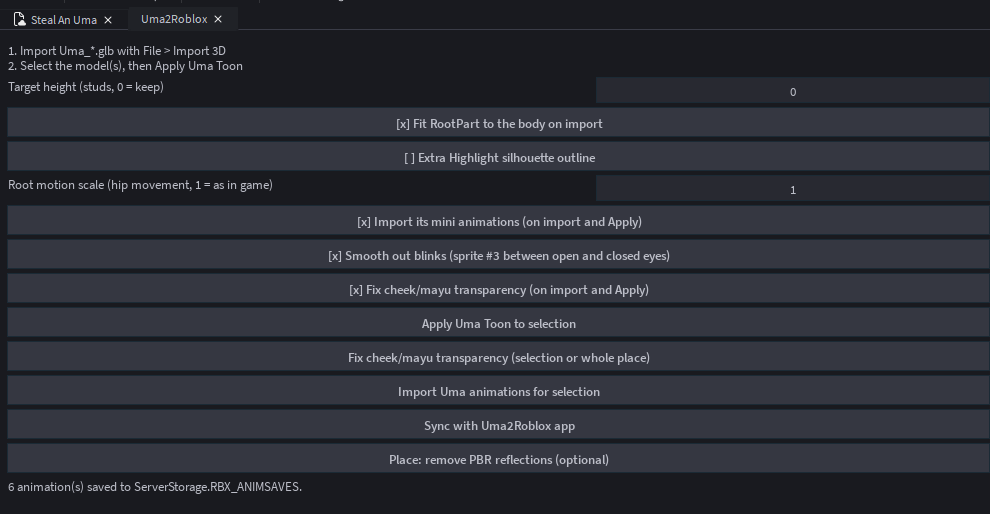 Steal An Uma
Uma2Roblox
1. Import Uma_*.glb with File > Import 3D
2. Select the model(s), then Apply Uma Toon
Target height (studs, 0 = keep)
0
[x] Fit RootPart to the body on import
[ ] Extra Highlight silhouette outline
Root motion scale (hip movement, 1 = as in game)
1
[x] Import its mini animations (on import and Apply)
[x] Smooth out blinks (sprite #3 between open and closed eyes)
[x] Fix cheek/mayu transparency (on import and Apply)
Apply Uma Toon to selection
Fix cheek/mayu transparency (selection or whole place)
Import Uma animations for selection
Sync with Uma2Roblox app
Place: remove PBR reflections (optional)
6 animation(s) saved to ServerStorage.RBX_ANIMSAVES.